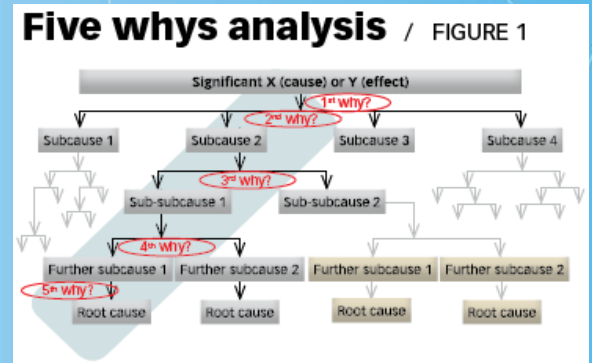 Five whys analysis / FIGURE 1
Significant X (cause) or Y (effect)
1st why?
2nd why?
Subcause 1 Subcause 2 Subcause 3 Subcause 4
3rd why?
Sub-subcause 1 Sub-subcause 2
4th why?
Further subcause 1 Further subcause 2 Further subcause 1 Further subcause 2
5th why?
Root cause Root cause Root cause Root cause